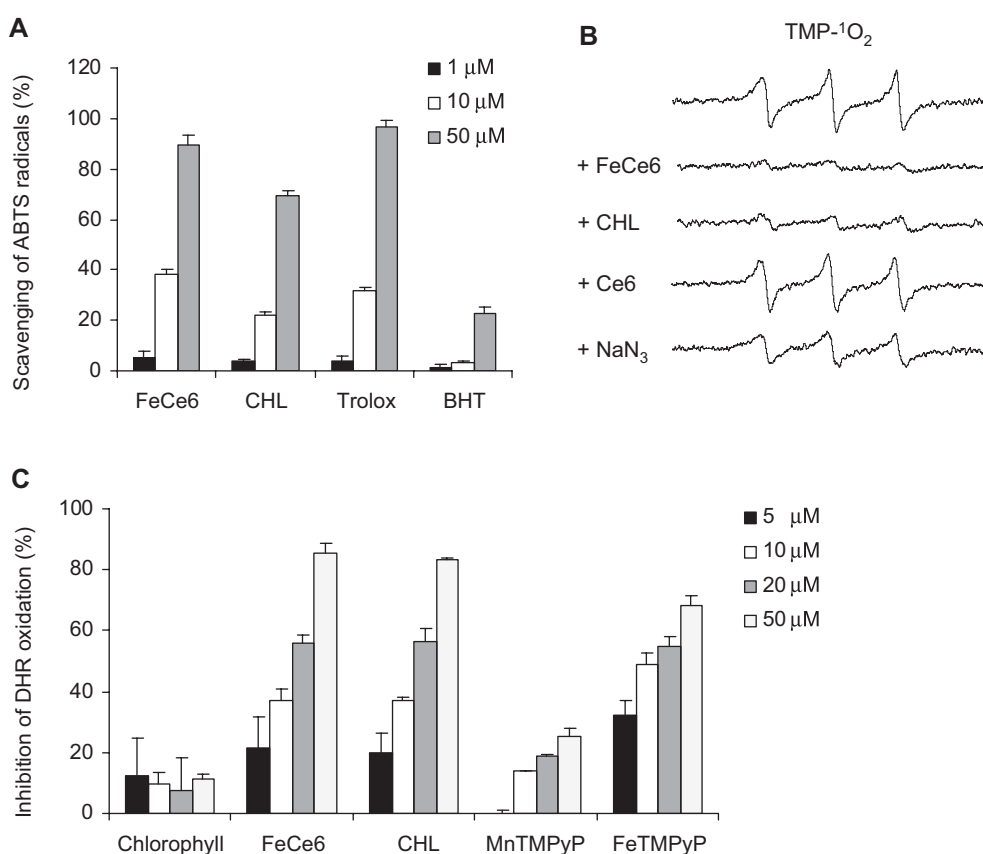 A
Scavenging of ABTS radicals (%)
120
100
80
60
40
20
0
1 μM
10 μM
50 μM
FeCe6 CHL Trolox BHT
B
TMP-¹O₂
+ FeCe6
+ CHL
+ Ce6
+ NaN₃
C
Inhibition of DHR oxidation (%)
100
80
60
40
20
0
5 μM
10 μM
20 μM
50 μM
Chlorophyll FeCe6 CHL MnTMPyP FeTMPyP